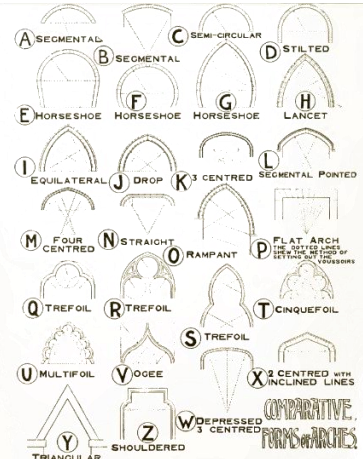 A SEGMENTAL
B SEGMENTAL
C SEMI-CIRCULAR
D STILTED
E HORSESHOE
F HORSESHOE
G HORSESHOE
H LANCET
I EQUILATERAL
J DROP
K 3 CENTRED
L SEGMENTAL POINTED
M FOUR
CENTRED
N STRAIGHT
O RAMPANT
P FLAT ARCH
THE DOTTED LINES
SHEW THE METHOD OF
SETTING OUT THE
VOUSSOIRS
Q TREFOIL
R TREFOIL
S TREFOIL
T CINQUEFOIL
U MULTIFOIL
V OGEE
W DEPRESSED
3 CENTRED
X 2 CENTRED WITH
INCLINED LINES
Y TRIANGULAR
Z SHOULDERED
COMPARATIVE.
FORMS OF ARCHES.